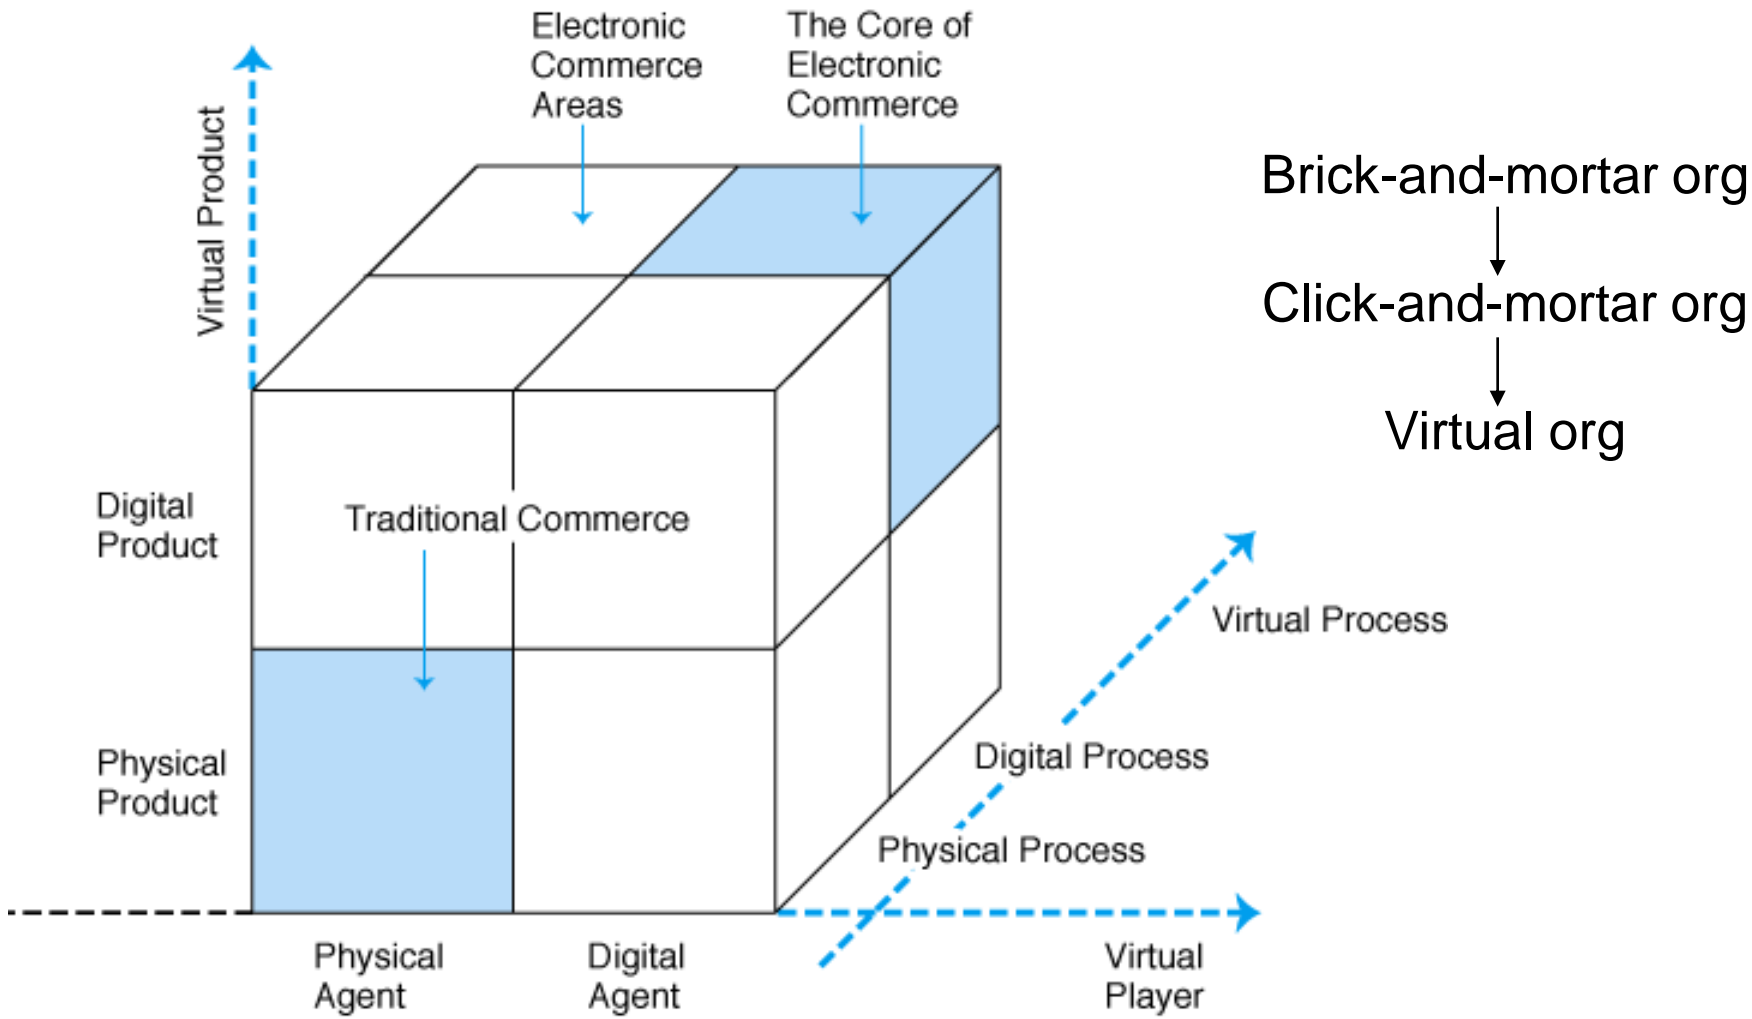 Electronic
Commerce
Areas
The Core of
Electronic
Commerce
Virtual Product
Brick-and-mortar org
Click-and-mortar org
Virtual org
Digital
Product
Traditional Commerce
Virtual Process
Physical
Product
Digital Process
Physical Process
Physical
Agent
Digital
Agent
Virtual
Player